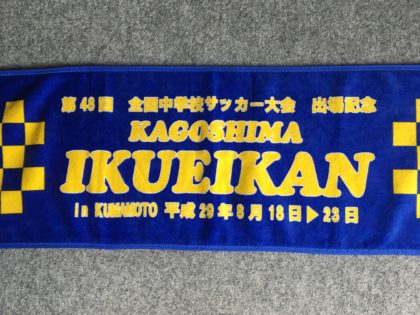 第48回 全国中学校サッカー大会 出場記念
KAGOSHIMA
IKUEIKAN
In KUMAMOTO 平成29年8月18日▶23日